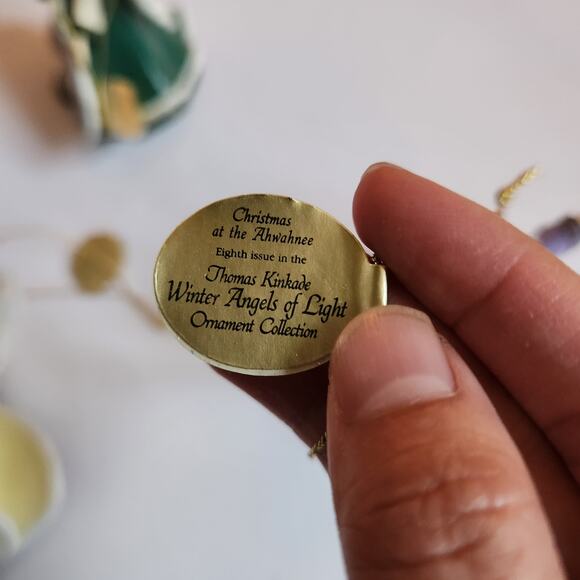 Christmas
at the Ahwahnee
Eighth issue in the
Thomas Kinkade
Winter Angels of Light
Ornament Collection